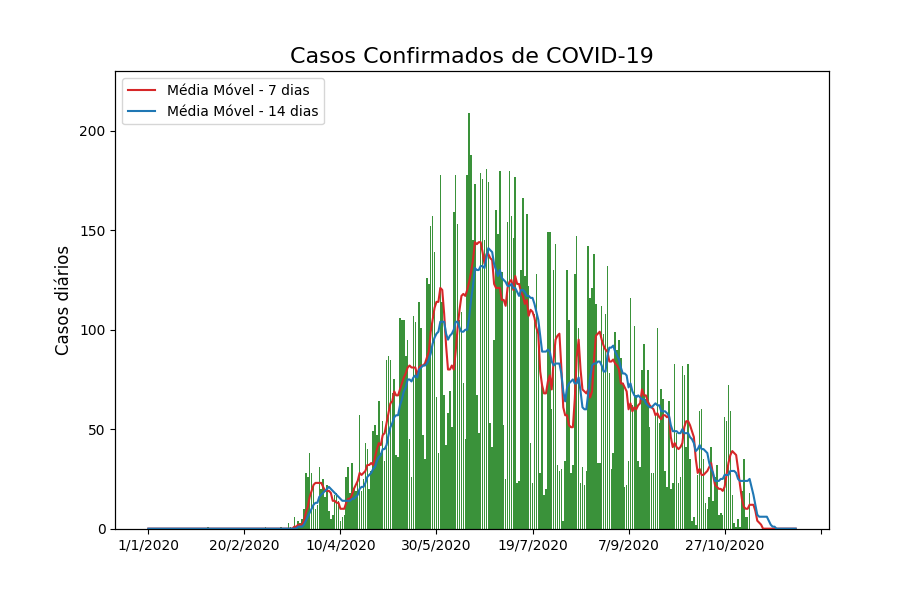 Casos Confirmados de COVID-19
Média Móvel - 7 dias
Média Móvel - 14 dias
Casos diários
200
150
100
50
0
1/1/2020 20/2/2020 10/4/2020 30/5/2020 19/7/2020 7/9/2020 27/10/2020